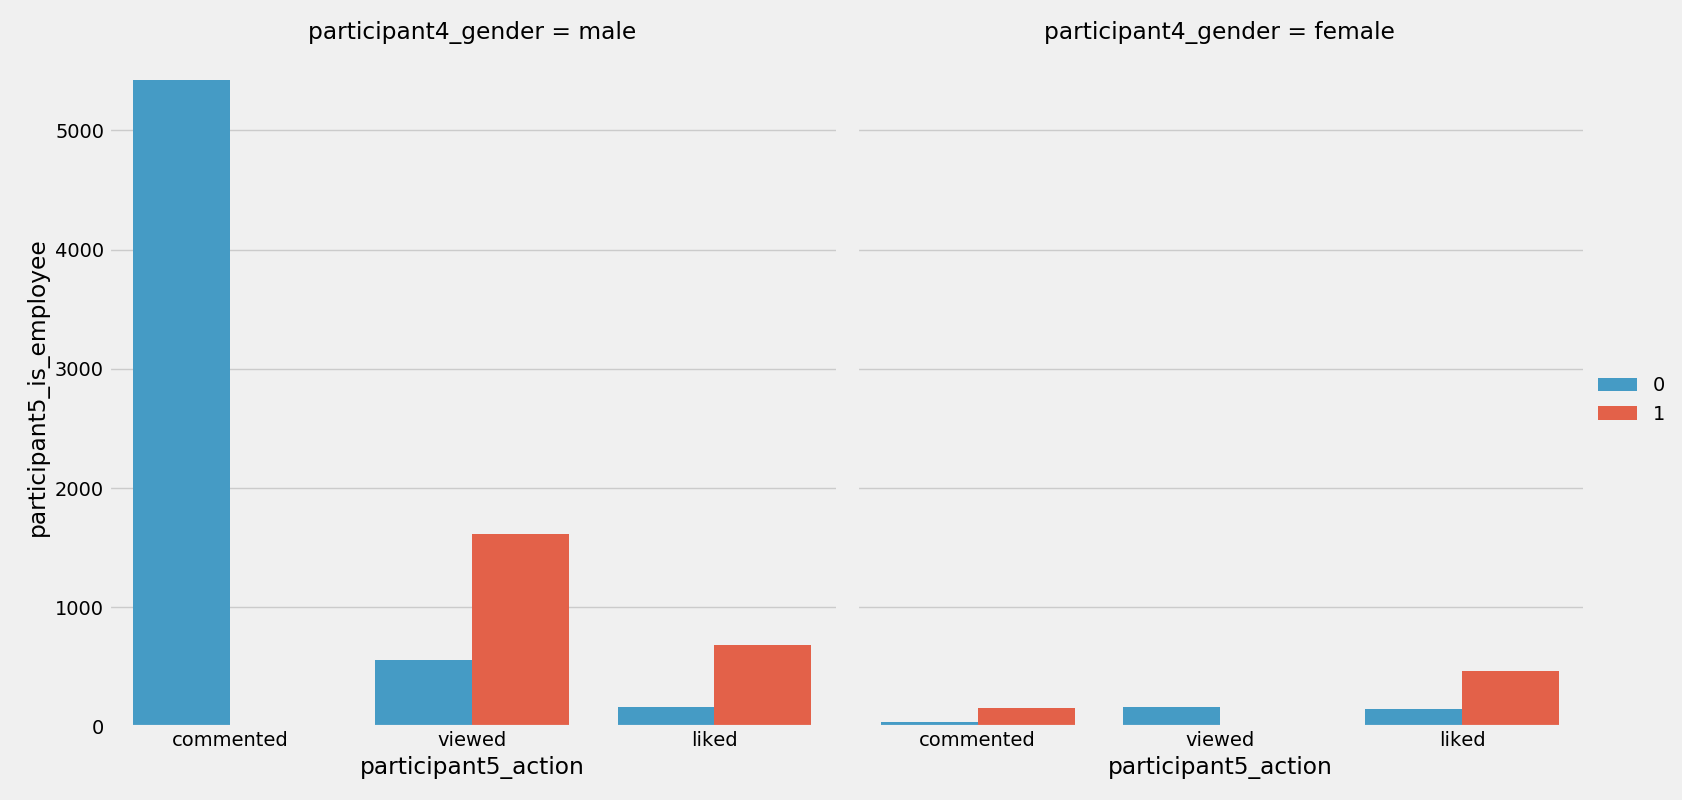 participant4_gender = male
participant4_gender = female
participant5_is_employee
5000
4000
3000
2000
1000
0
commented
viewed
liked
commented
viewed
liked
participant5_action
participant5_action
0
1